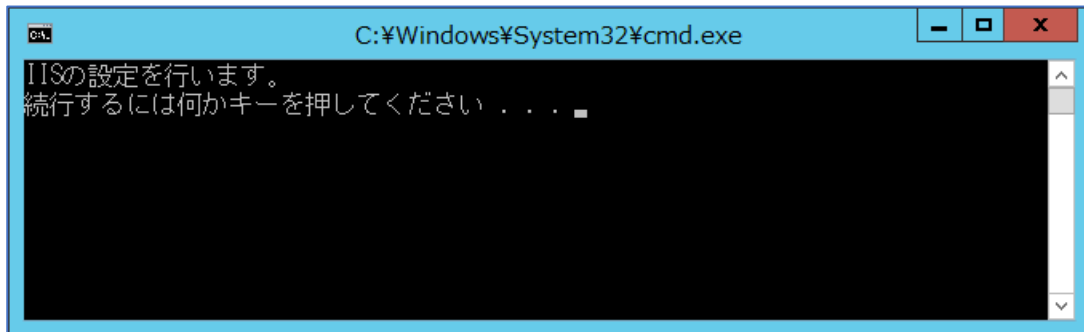 C:¥Windows¥System32¥cmd.exe
IISの設定を行います。
続行するには何かキーを押してください . . .